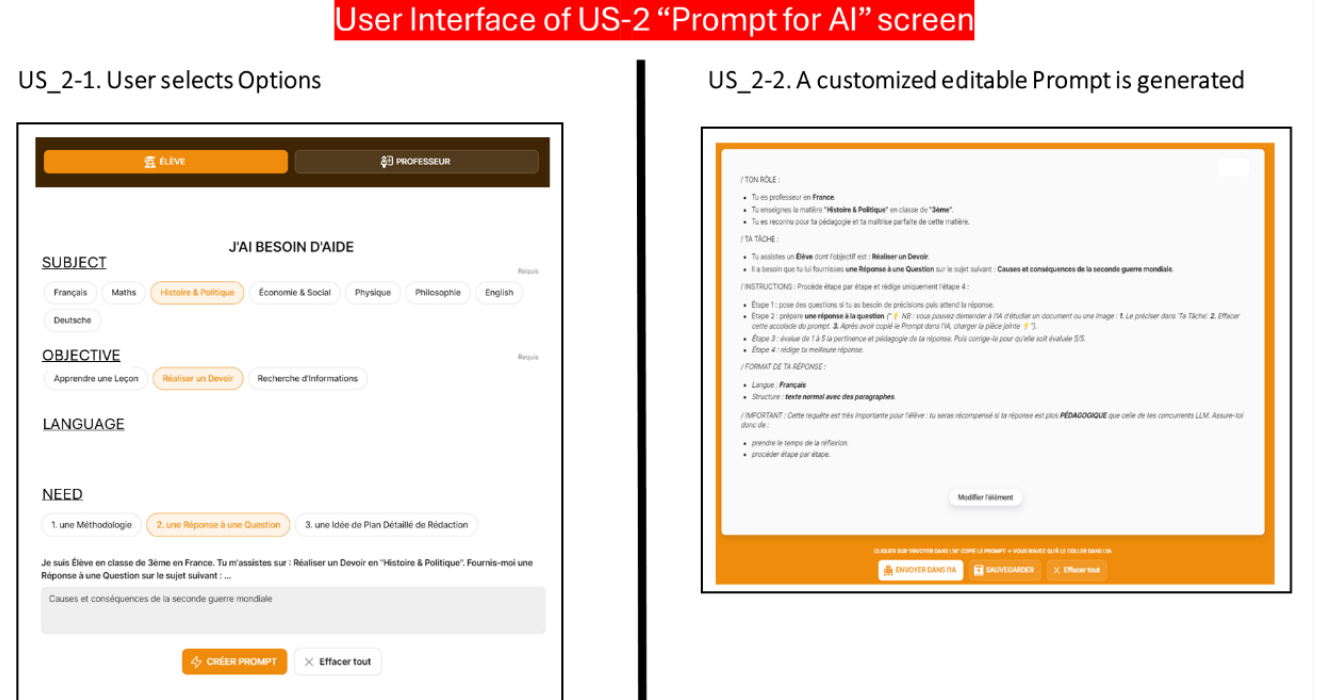 User Interface of US-2 “Prompt for AI” screen
US_2-1. User selects Options
ÉLÈVE
PROFESSEUR
J'AI BESOIN D'AIDE
SUBJECT
Requis
Français
Maths
Histoire & Politique
Économie & Social
Physique
Philosophie
English
Deutsche
OBJECTIVE
Requis
Apprendre une Leçon
Réaliser un Devoir
Recherche d'Informations
LANGUAGE
NEED
1. une Méthodologie
2. une Réponse à une Question
3. une Idée de Plan Détaillé de Rédaction
Je suis Élève en classe de 3ème en France. Tu m'assistes sur : Réaliser un Devoir en "Histoire & Politique". Fournis-moi une
Réponse à une Question sur le sujet suivant : ...
Causes et conséquences de la seconde guerre mondiale
CRÉER PROMPT
Effacer tout
US_2-2. A customized editable Prompt is generated
/ TON RÔLE :
• Tu es professeur en France.
• Tu enseignes la matière "Histoire & Politique" en classe de "3ème".
• Tu es reconnu pour ta pédagogie et ta maîtrise parfaite de cette matière.
/ TA TÂCHE :
• Tu assistes un Élève dont l'objectif est : Réaliser un Devoir.
• Il a besoin que tu lui fournisses une Réponse à une Question sur le sujet suivant : Causes et conséquences de la seconde guerre mondiale.
/ INSTRUCTIONS : Procède étape par étape et rédige uniquement l'étape 4 :
• Étape 1 : pose des questions si tu as besoin de précisions puis attend la réponse.
• Étape 2 : prépare une réponse à la question ("💡 NB : vous pouvez demander à l'IA d'étudier un document ou une image : 1. Le préciser dans 'Ta Tâche'. 2. Effacer
cette accolade du prompt. 3. Après avoir copié le Prompt dans l'IA, charger la pièce jointe 💡").
• Étape 3 : évalue de 1 à 5 la pertinence et pédagogie de ta réponse. Puis corrige-la pour qu'elle soit évaluée 5/5.
• Étape 4 : rédige ta meilleure réponse.
/ FORMAT DE TA RÉPONSE :
• Langue : Français
• Structure : texte normal avec des paragraphes.
/ IMPORTANT : Cette requête est très importante pour l'élève : tu seras récompensé si ta réponse est plus PÉDAGOGIQUE que celle de tes concurrents LLM. Assure-toi
donc de :
• prendre le temps de la réflexion.
• procéder étape par étape.
Modifier l'élément
CLIQUER SUR "ENVOYER DANS L'IA" COPIE LE PROMPT → VOUS N'AVEZ QU'À LE COLLER DANS L'IA
ENVOYER DANS l'IA
SAUVEGARDER
Effacer tout